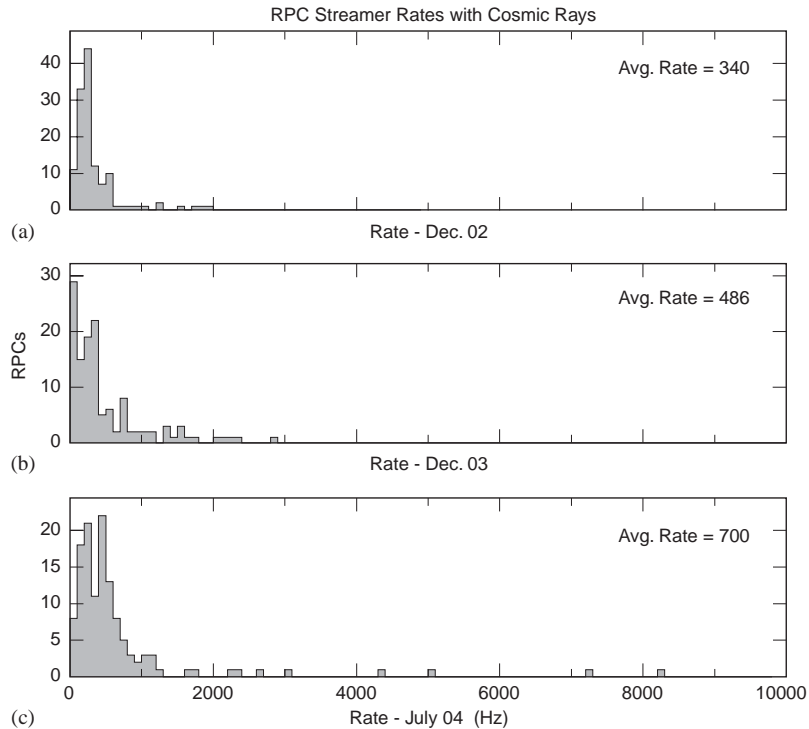 RPC Streamer Rates with Cosmic Rays
40
30
20
10
0
Avg. Rate = 340
(a)
Rate - Dec. 02
30
20
10
0
RPCs
Avg. Rate = 486
(b)
Rate - Dec. 03
20
15
10
5
0
Avg. Rate = 700
0 2000 4000 6000 8000 10000
(c)
Rate - July 04 (Hz)